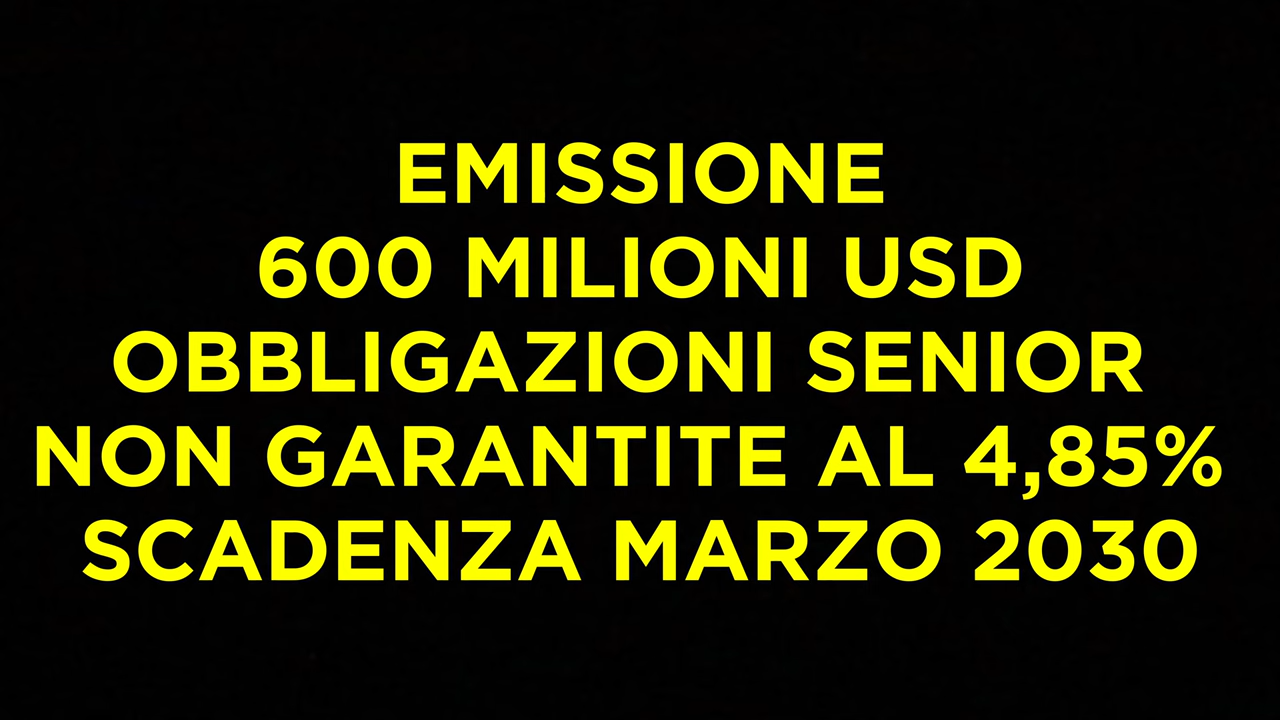 EMISSIONE
600 MILIONI USD
OBBLIGAZIONI SENIOR
NON GARANTITE AL 4,85%
SCADENZA MARZO 2030